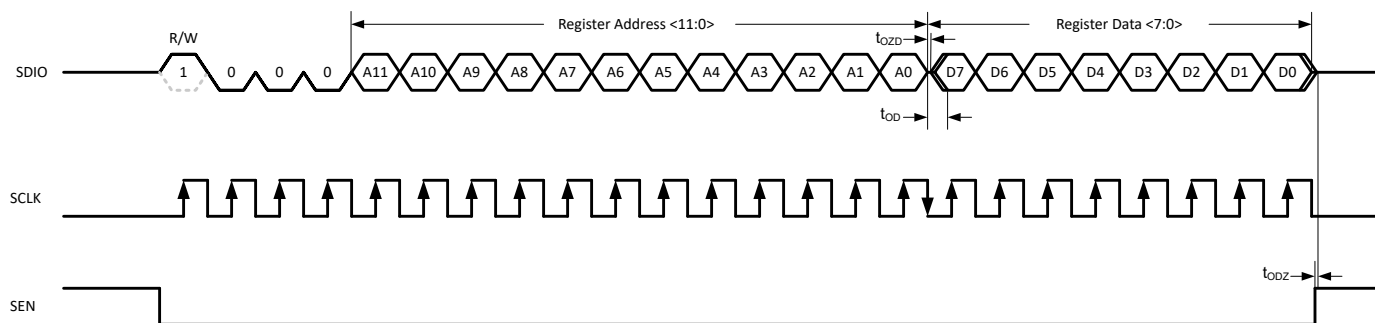 Register Address <11:0>
Register Data <7:0>
R/W
tOZD
SDIO
1 0 0 0 A11 A10 A9 A8 A7 A6 A5 A4 A3 A2 A1 A0 D7 D6 D5 D4 D3 D2 D1 D0
tOD
SCLK
tODZ
SEN